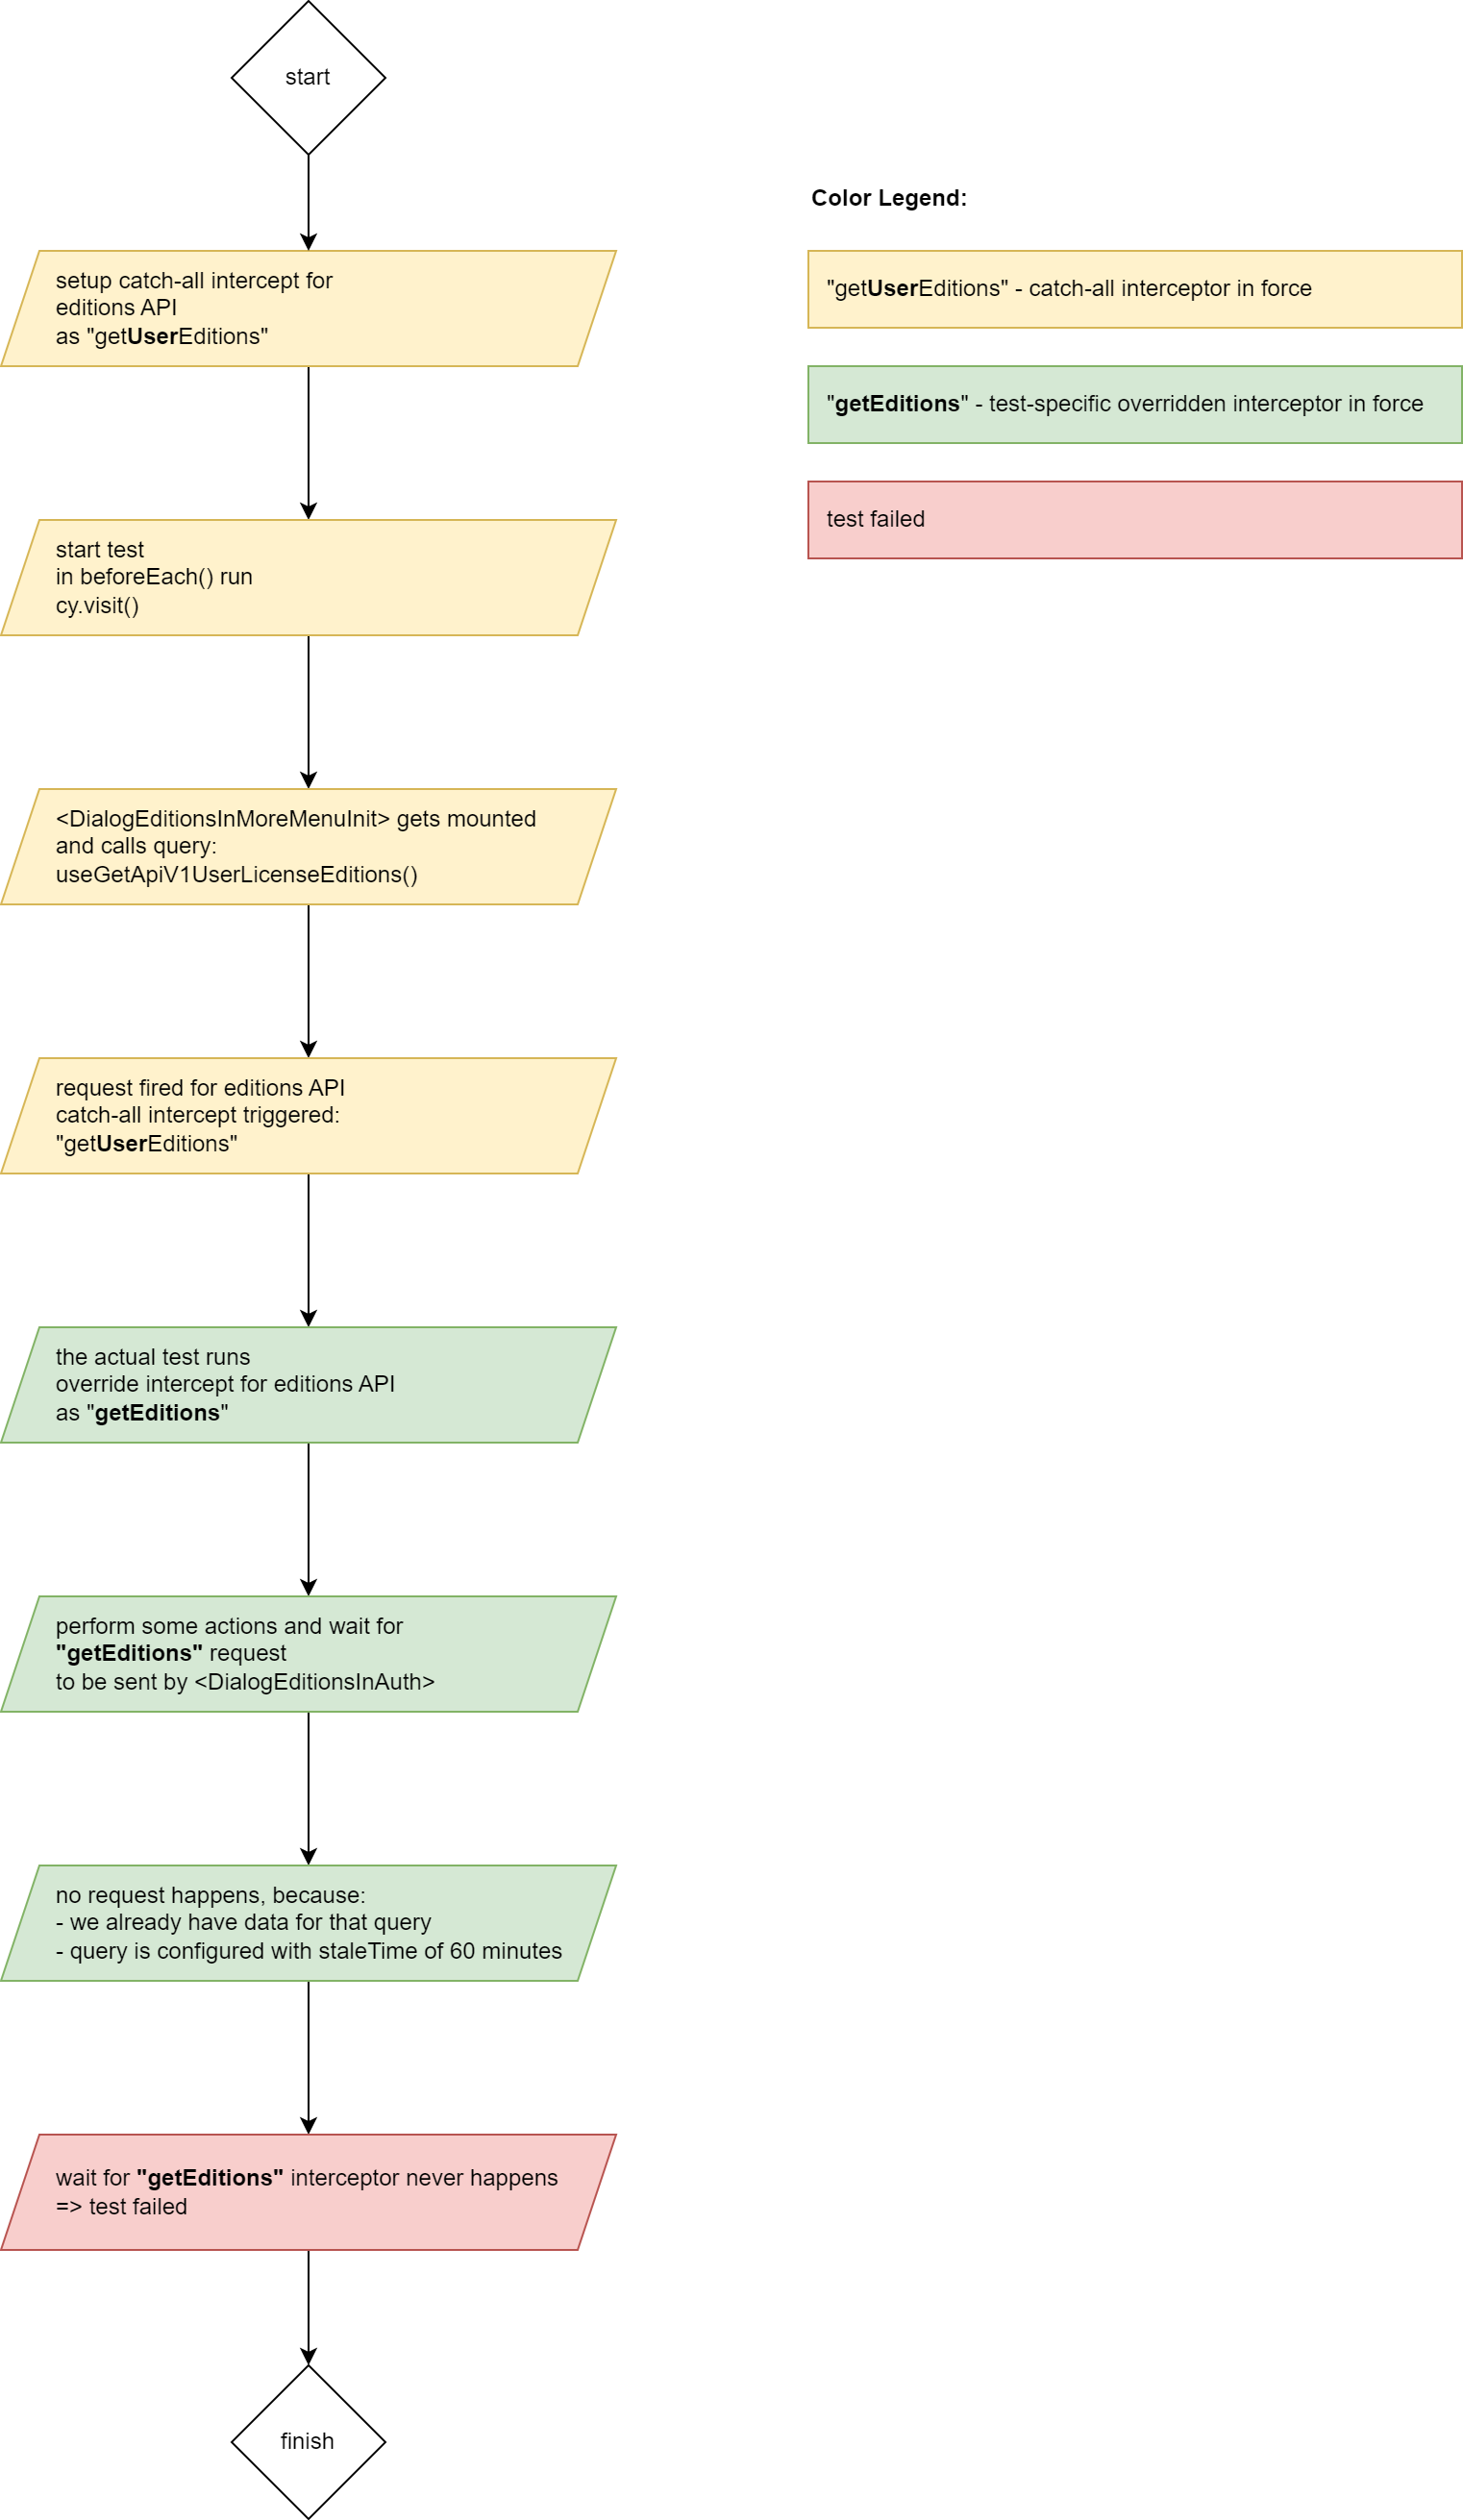 start
Color Legend:
setup catch-all intercept for
editions API
as "getUserEditions"
"getUserEditions" - catch-all interceptor in force
"getEditions" - test-specific overridden interceptor in force
test failed
start test
in beforeEach() run
cy.visit()
<DialogEditionsInMoreMenuInit> gets mounted
and calls query:
useGetApiV1UserLicenseEditions()
request fired for editions API
catch-all intercept triggered:
"getUserEditions"
the actual test runs
override intercept for editions API
as "getEditions"
perform some actions and wait for
"getEditions" request
to be sent by <DialogEditionsInAuth>
no request happens, because:
- we already have data for that query
- query is configured with staleTime of 60 minutes
wait for "getEditions" interceptor never happens
=> test failed
finish